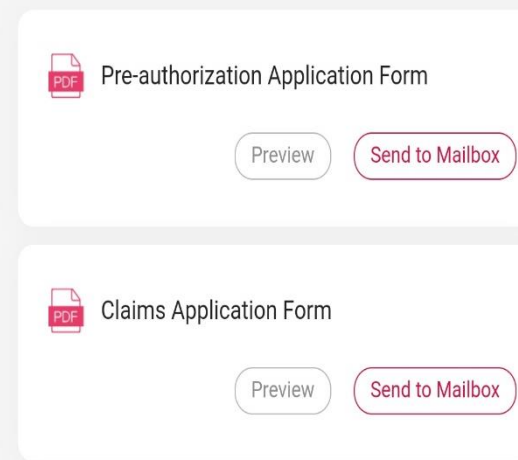 PDF Pre-authorization Application Form
Preview Send to Mailbox
PDF Claims Application Form
Preview Send to Mailbox